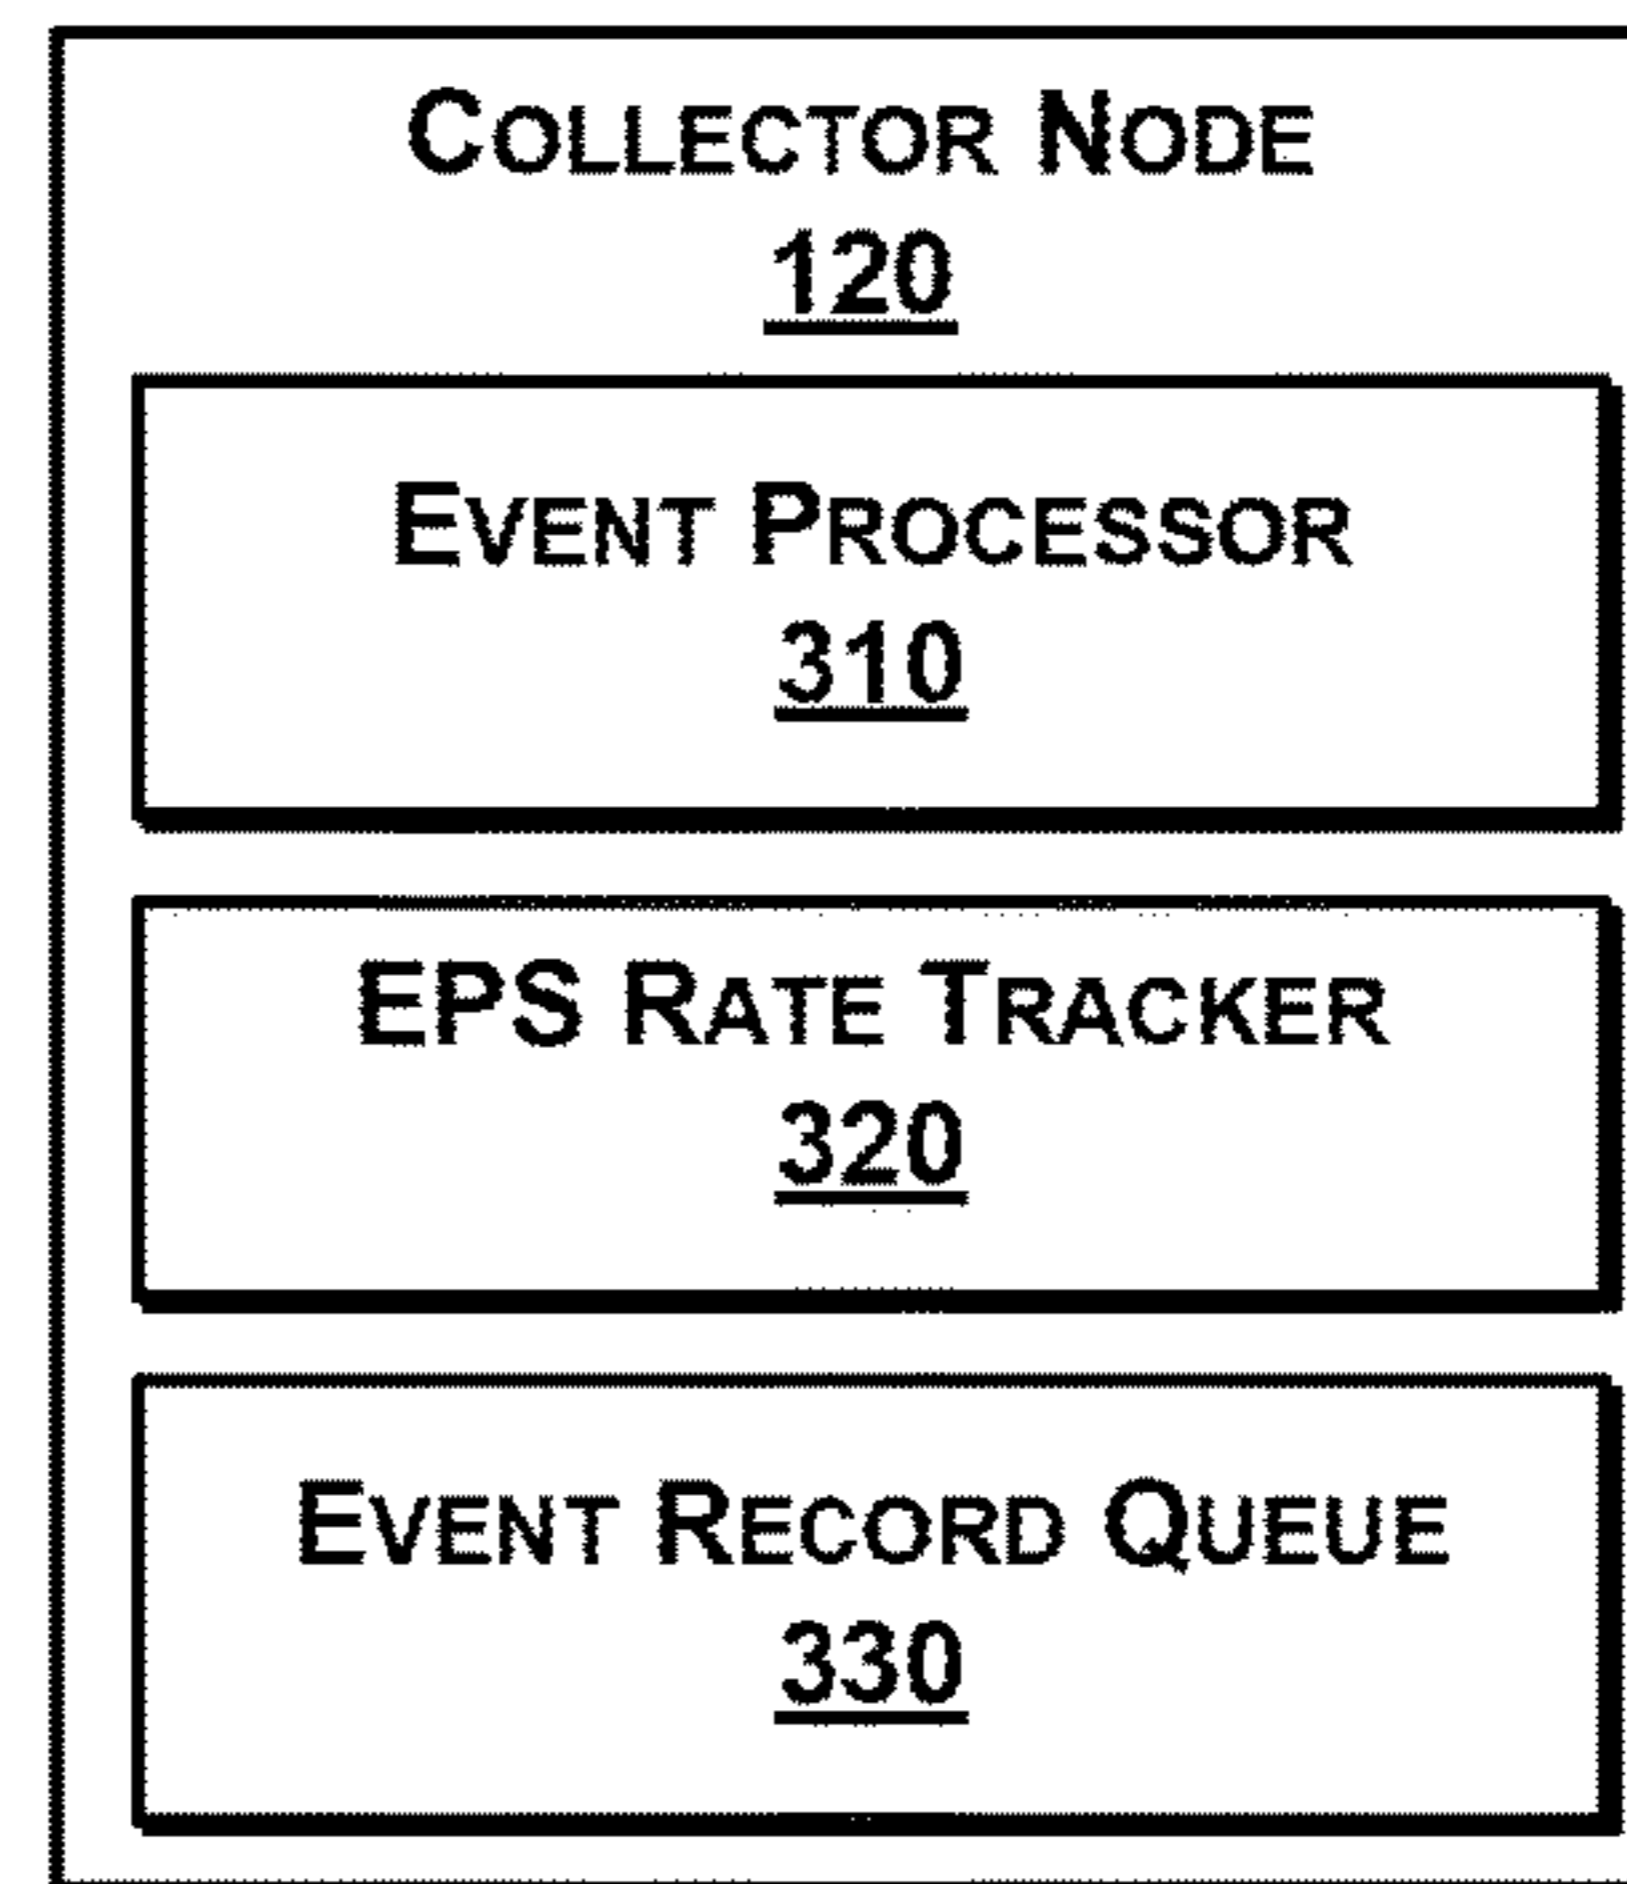 COLLECTOR NODE
120
EVENT PROCESSOR
310
EPS RATE TRACKER
320
EVENT RECORD QUEUE
330